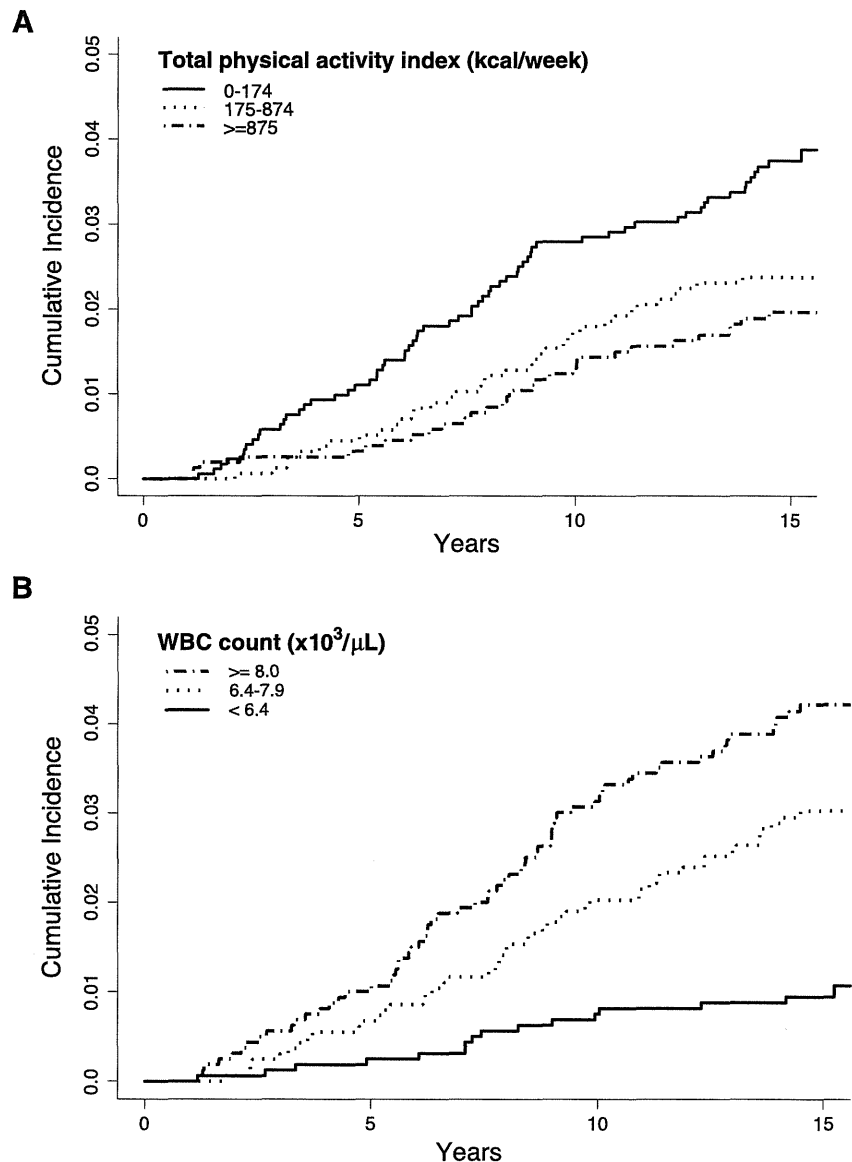 A
Total physical activity index (kcal/week)
0-174
175-874
>=875
0.05
0.04
0.03
0.02
0.01
0.0
Cumulative Incidence
0 5 10 15
Years
B
WBC count (x10³/μL)
>= 8.0
6.4-7.9
< 6.4
0.05
0.04
0.03
0.02
0.01
0.0
Cumulative Incidence
0 5 10 15
Years